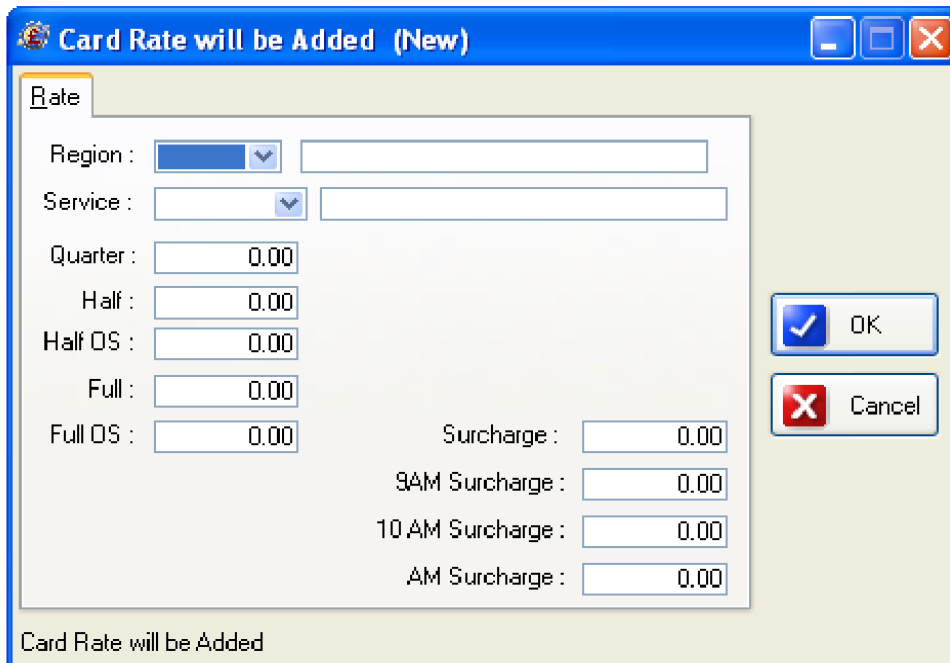 Card Rate will be Added (New)
Rate
Region :
Service :
Quarter : 0.00
Half : 0.00
Half OS : 0.00
Full : 0.00
Full OS : 0.00 Surcharge : 0.00
9AM Surcharge : 0.00
10 AM Surcharge : 0.00
AM Surcharge : 0.00
OK
Cancel
Card Rate will be Added